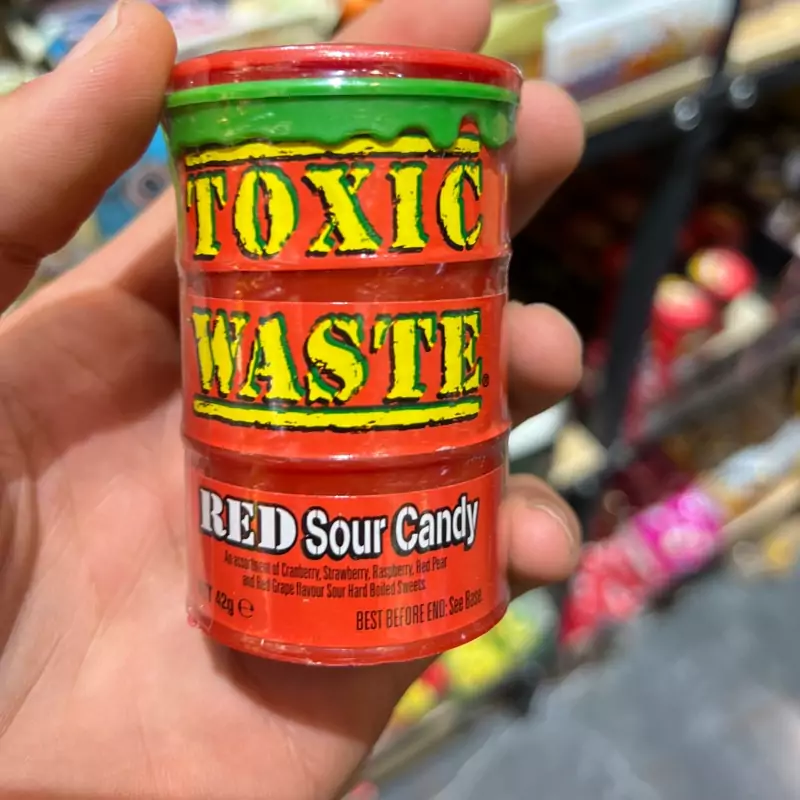 TOXIC
WASTE®
RED Sour Candy
An assortment of Cranberry, Strawberry, Raspberry, Red Pear
and Red Grape flavour Sour Hard Boiled Sweets
42g ℮
BEST BEFORE END: See Base.